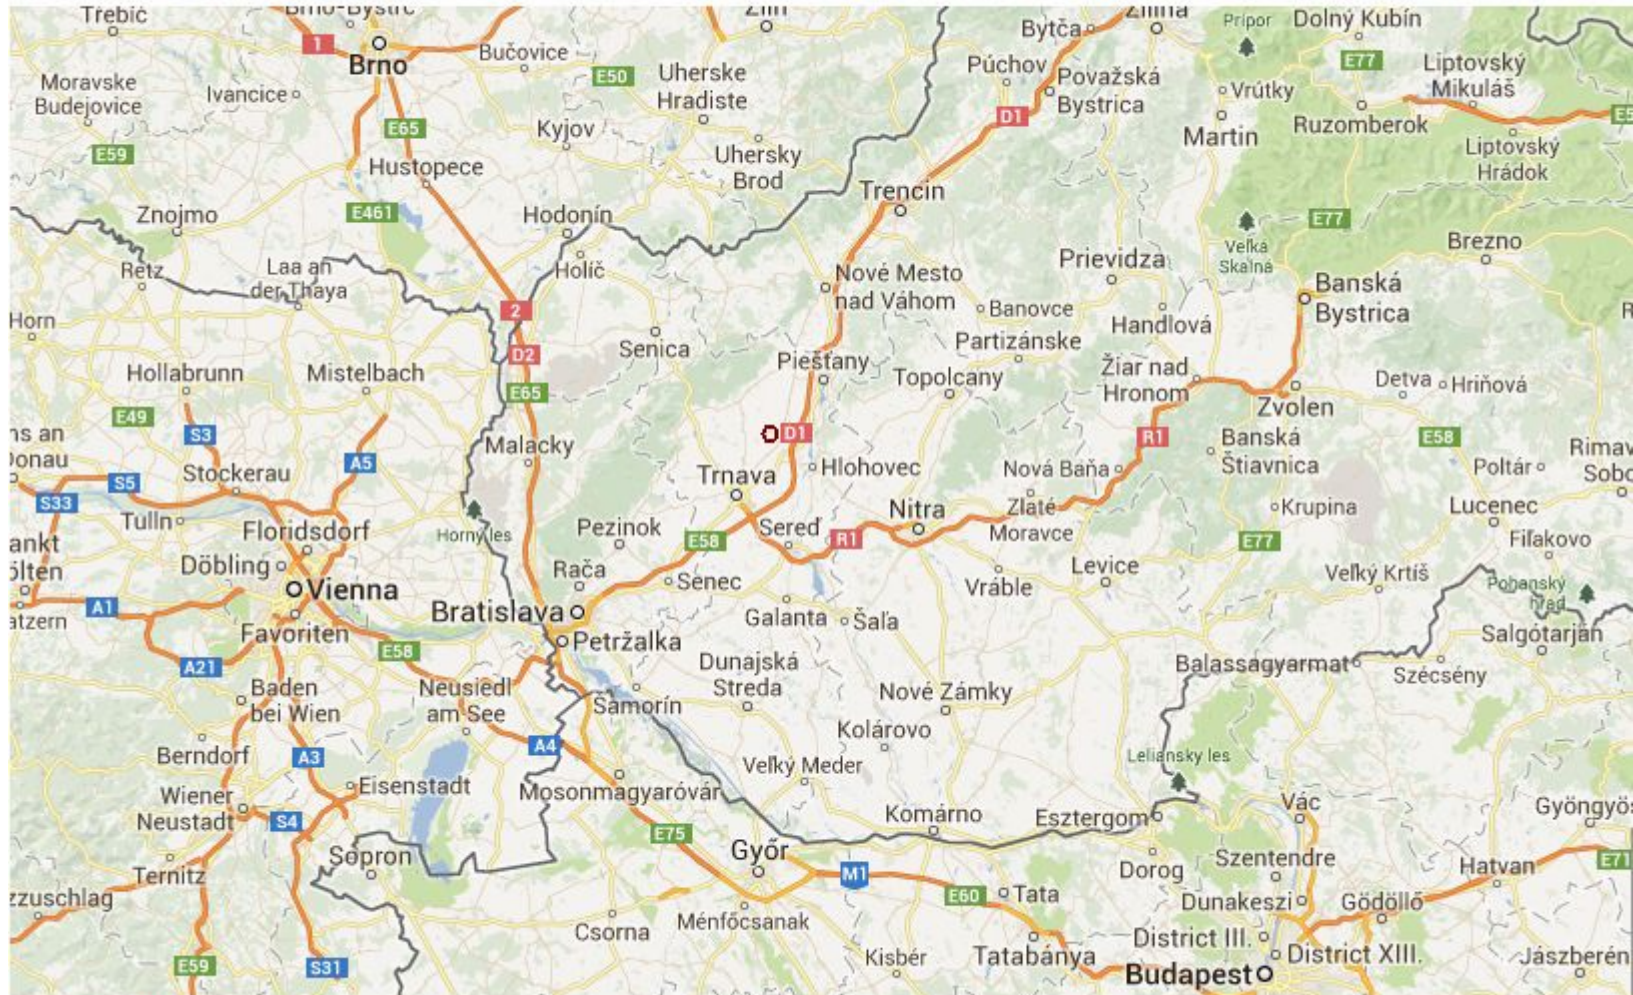 Třebíč
Brno-Bystrc
Zlín
Bytča
Žilina
Pripor
Dolný Kubín
1
Brno
Bučovice
E50
Uherske
Hradiste
Púchov
Považská
Bystrica
E77
Liptovský
Mikuláš
Moravske
Budejovice
Ivancice
Vrútky
D1
Ruzomberok
E65
Kyjov
Martin
E59
Hustopece
Uhersky
Brod
Liptovský
Hrádok
Trencin
Znojmo
E461
Hodonín
E77
Veľká
Skalná
Brezno
Retz
Laa an
der Thaya
Holíč
Nové Mesto
nad Váhom
Prievidza
Banská
Bystrica
Horn
2
Banovce
Handlová
Senica
Partizánske
D2
Piešťany
Hollabrunn
Mistelbach
E65
Topolcany
Žiar nad
Hronom
Detva
Hriňová
E49
Zvolen
S3
D1
R1
Banská
Štiavnica
E58
Malacky
Donau
A5
Stockerau
Trnava
Hlohovec
Nová Baňa
Poltár
S5
S33
Tulln
Floridsdorf
Horný les
Pezinok
E58
Sereď
R1
Nitra
Zlaté
Moravce
Krupina
Lucenec
E77
Fiľakovo
Döbling
Rača
Senec
Vráble
Levice
Veľký Krtíš
Pohanský
hrad
A1
Vienna
Bratislava
Galanta
Šaľa
Favoriten
Petržalka
Salgótarján
A21
E58
Dunajská
Streda
Balassagyarmat
Szécsény
Baden
bei Wien
Neusiedl
am See
Šamorín
Nové Zámky
Kolárovo
Berndorf
A3
A4
Leliansky les
Veľký Meder
Eisenstadt
Mosonmagyaróvár
Wiener
Neustadt
S4
Komárno
Esztergom
Vác
Gyöngyös
E75
Sopron
Győr
M1
Dorog
Szentendre
Hatvan
E71
Ternitz
E60
Tata
Dunakeszi
Gödöllő
Ménfőcsanak
Csorna
District III.
Tatabánya
District XIII.
Kisbér
Jászberén
E59
S31
Budapest